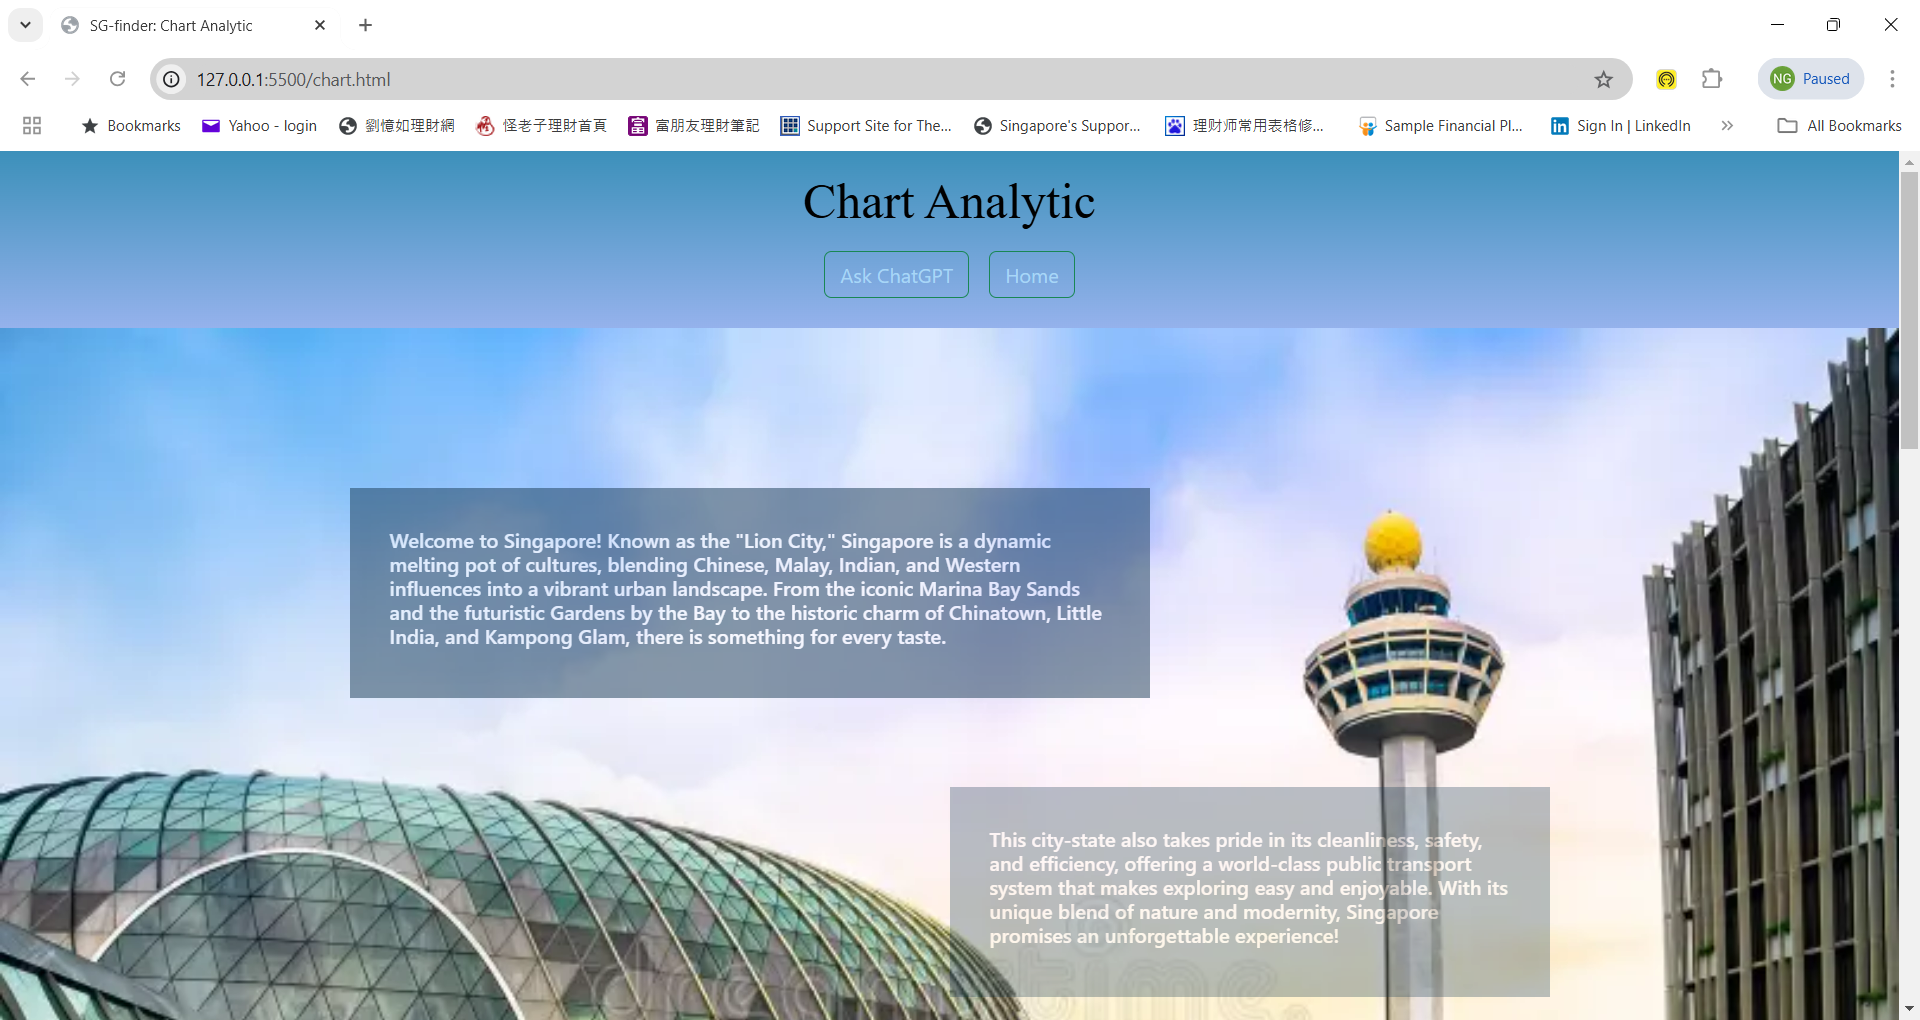 SG-finder: Chart Analytic
127.0.0.1:5500/chart.html
NG Paused
Bookmarks
Yahoo - login
劉憶如理財網
怪老子理財首頁
富朋友理財筆記
Support Site for The...
Singapore's Suppor...
理财师常用表格修...
Sample Financial Pl...
Sign In | LinkedIn
All Bookmarks
Chart Analytic
Ask ChatGPT
Home
Welcome to Singapore! Known as the "Lion City," Singapore is a dynamic
melting pot of cultures, blending Chinese, Malay, Indian, and Western
influences into a vibrant urban landscape. From the iconic Marina Bay Sands
and the futuristic Gardens by the Bay to the historic charm of Chinatown, Little
India, and Kampong Glam, there is something for every taste.
This city-state also takes pride in its cleanliness, safety,
and efficiency, offering a world-class public transport
system that makes exploring easy and enjoyable. With its
unique blend of nature and modernity, Singapore
promises an unforgettable experience!
dreamstime.